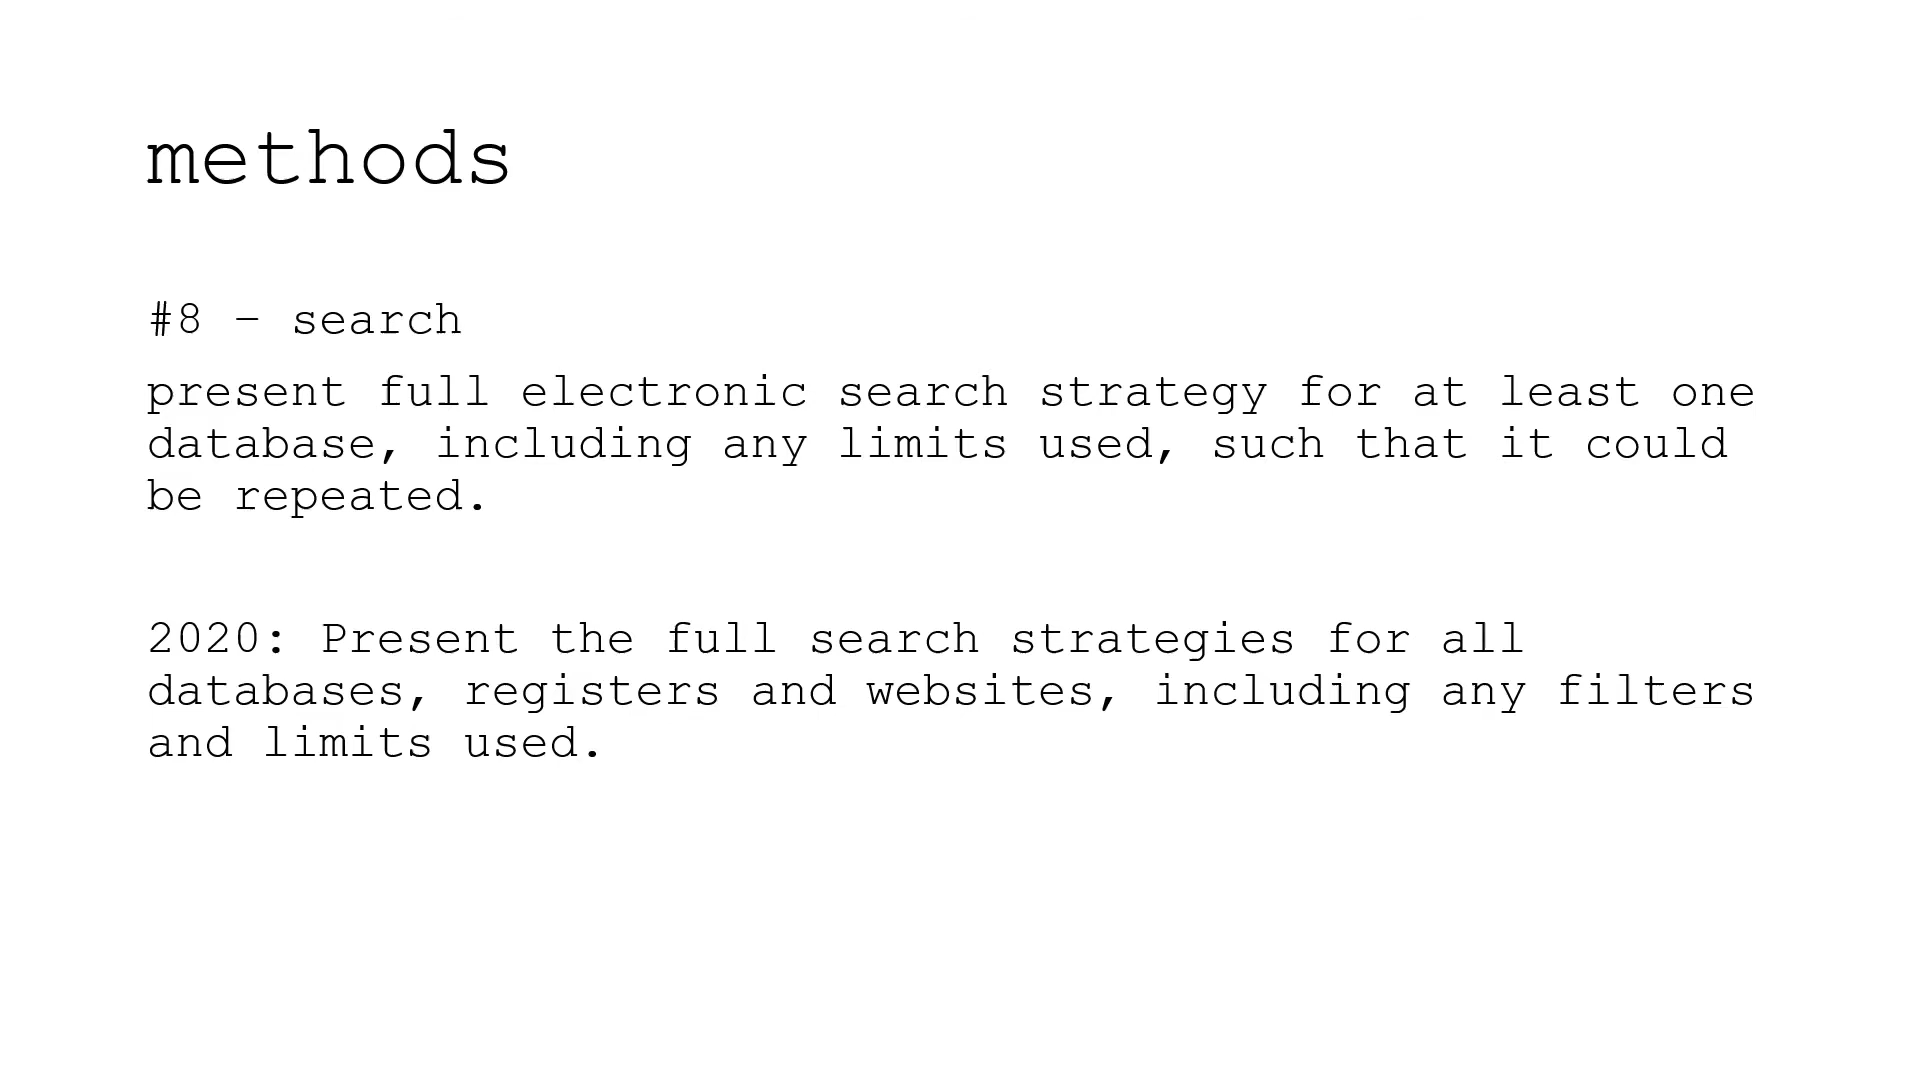 methods
#8 – search
present full electronic search strategy for at least one
database, including any limits used, such that it could
be repeated.
2020: Present the full search strategies for all
databases, registers and websites, including any filters
and limits used.